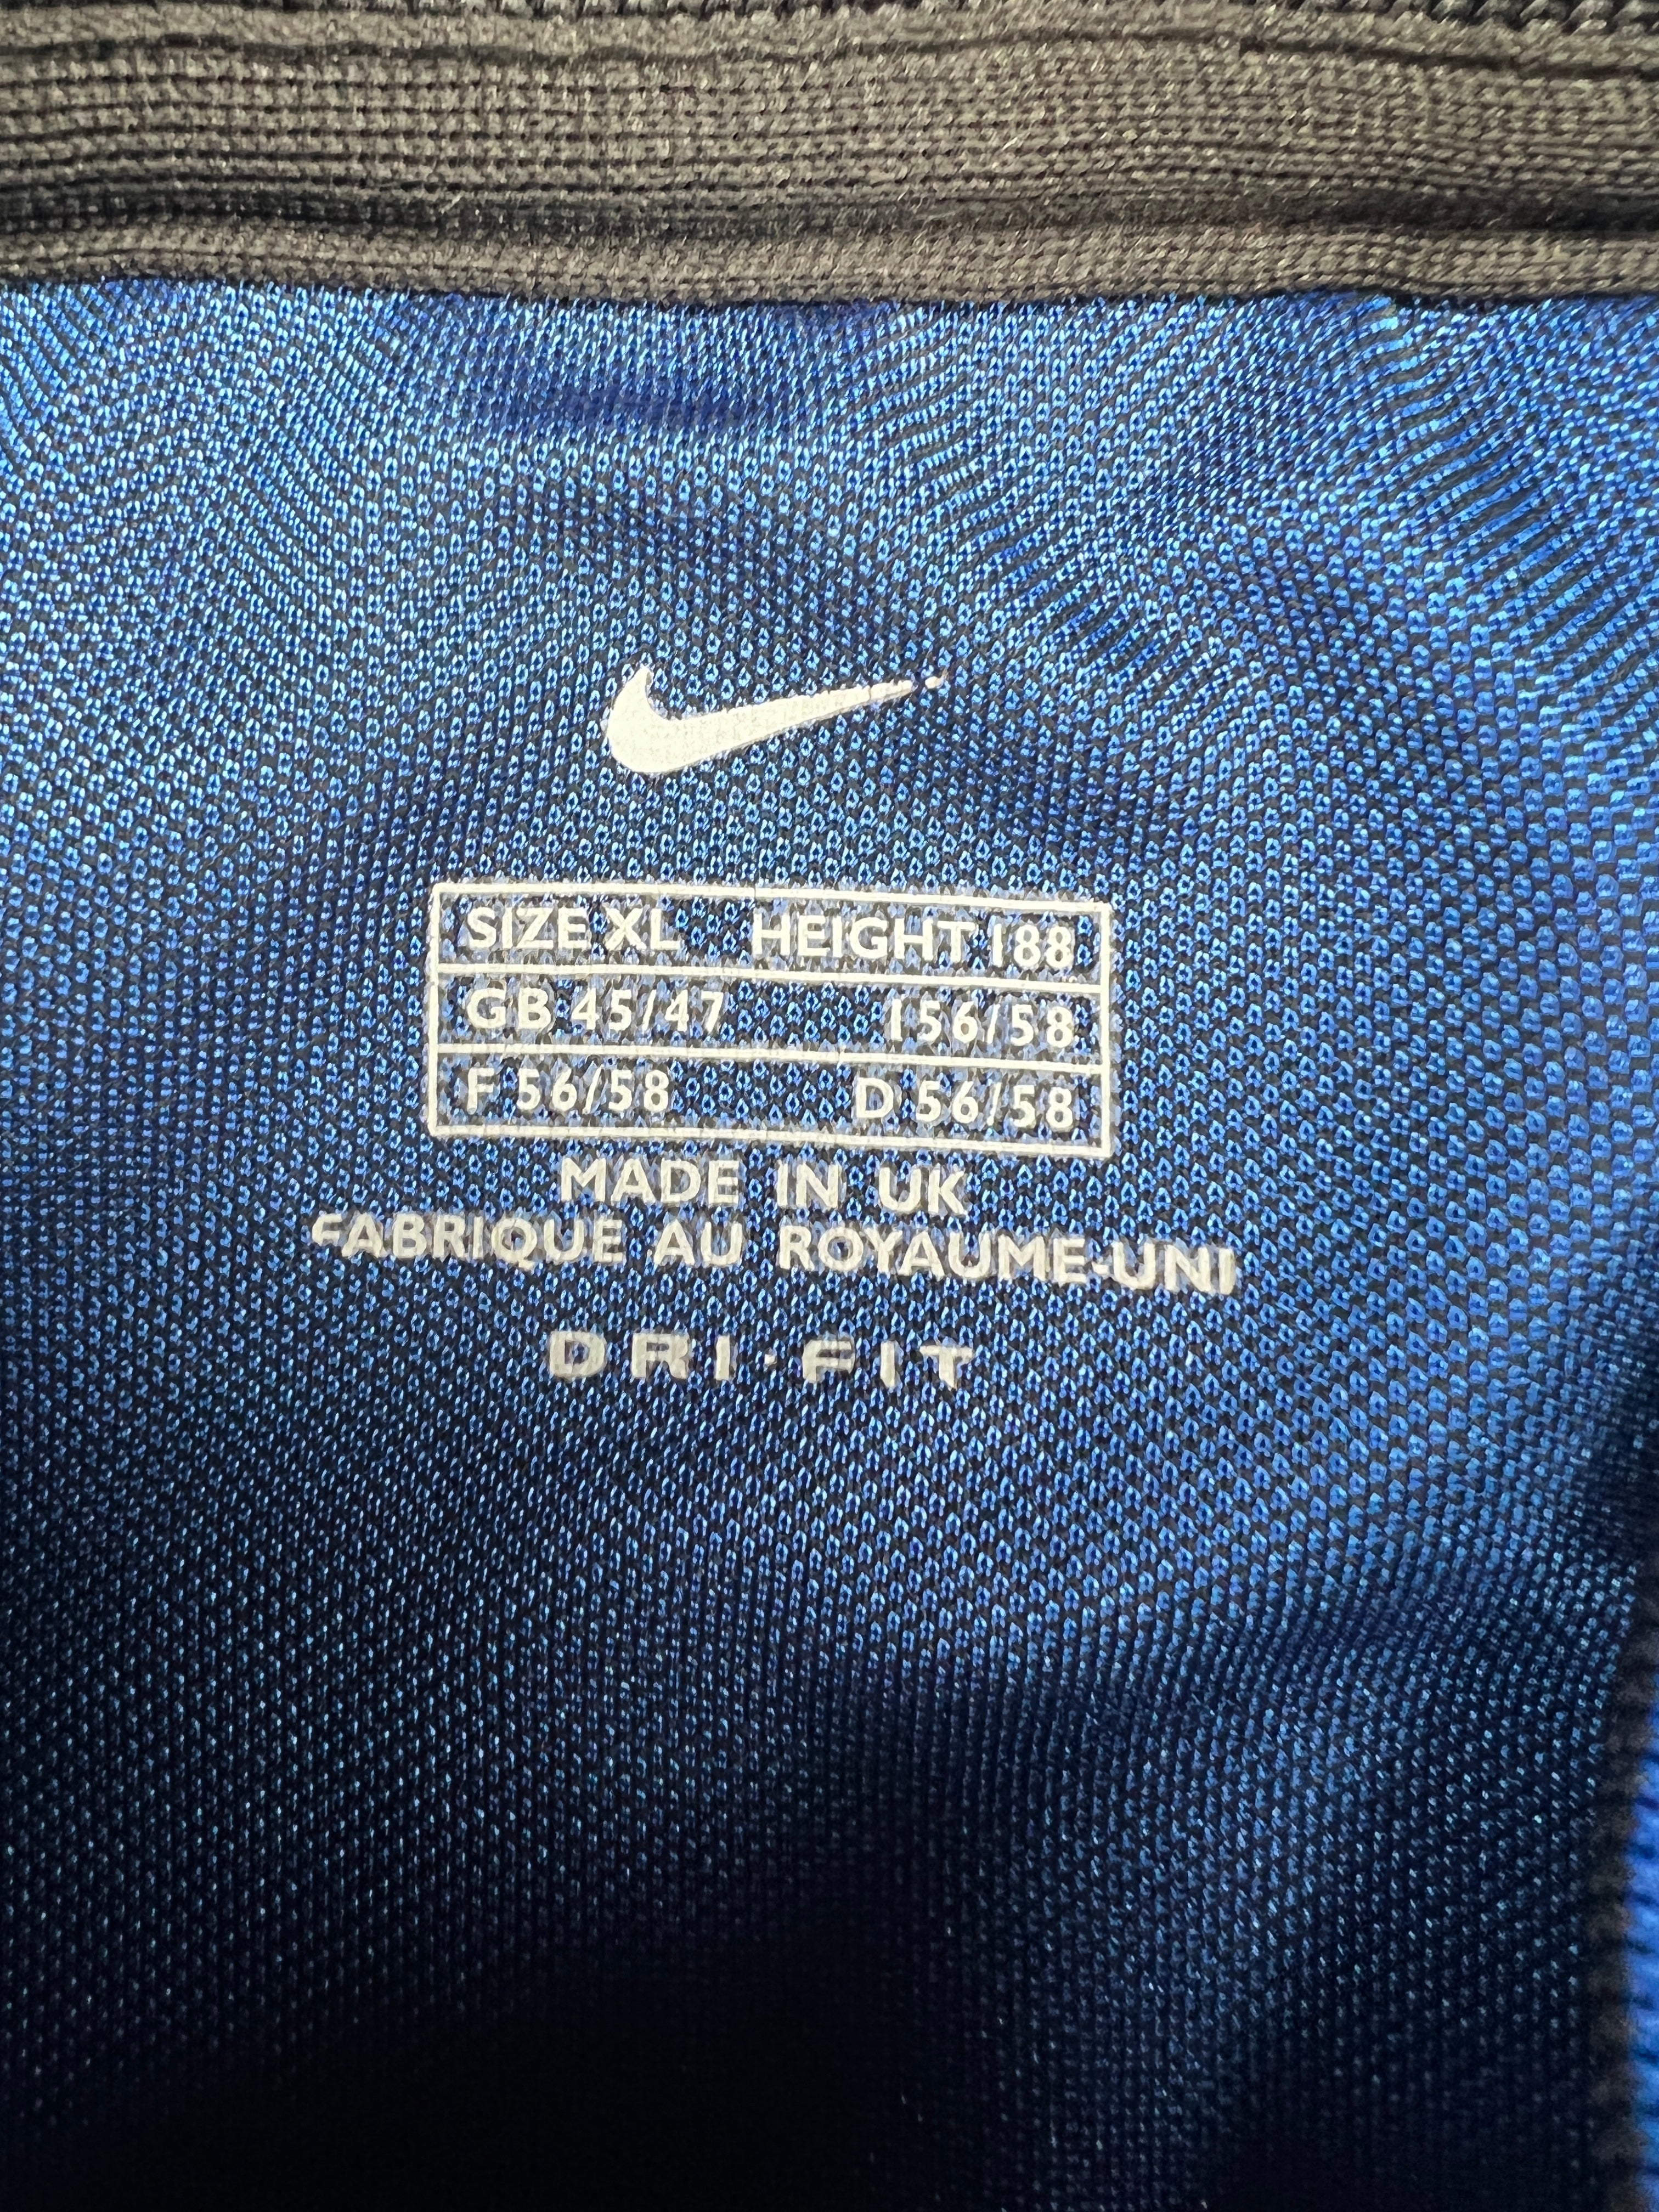 SIZE XL HEIGHT 188
GB 45/47 I 56/58
F 56/58 D 56/58
MADE IN UK
FABRIQUE AU ROYAUME-UNI
DRI·FIT